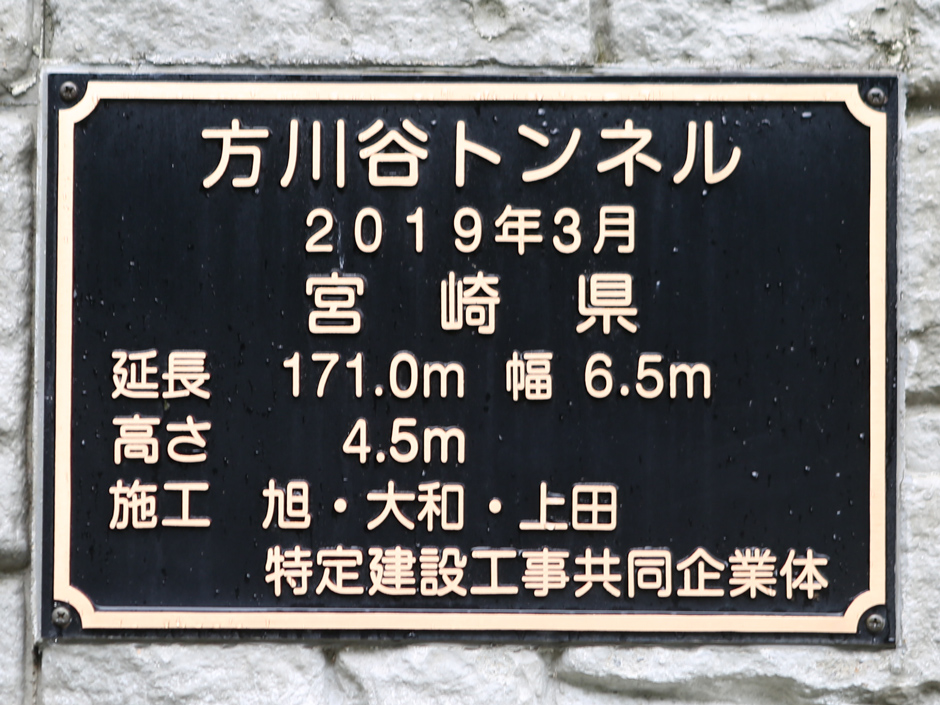 方川谷トンネル
2019年3月
宮崎県
延長 171.0m 幅 6.5m
高さ 4.5m
施工 旭・大和・上田
特定建設工事共同企業体